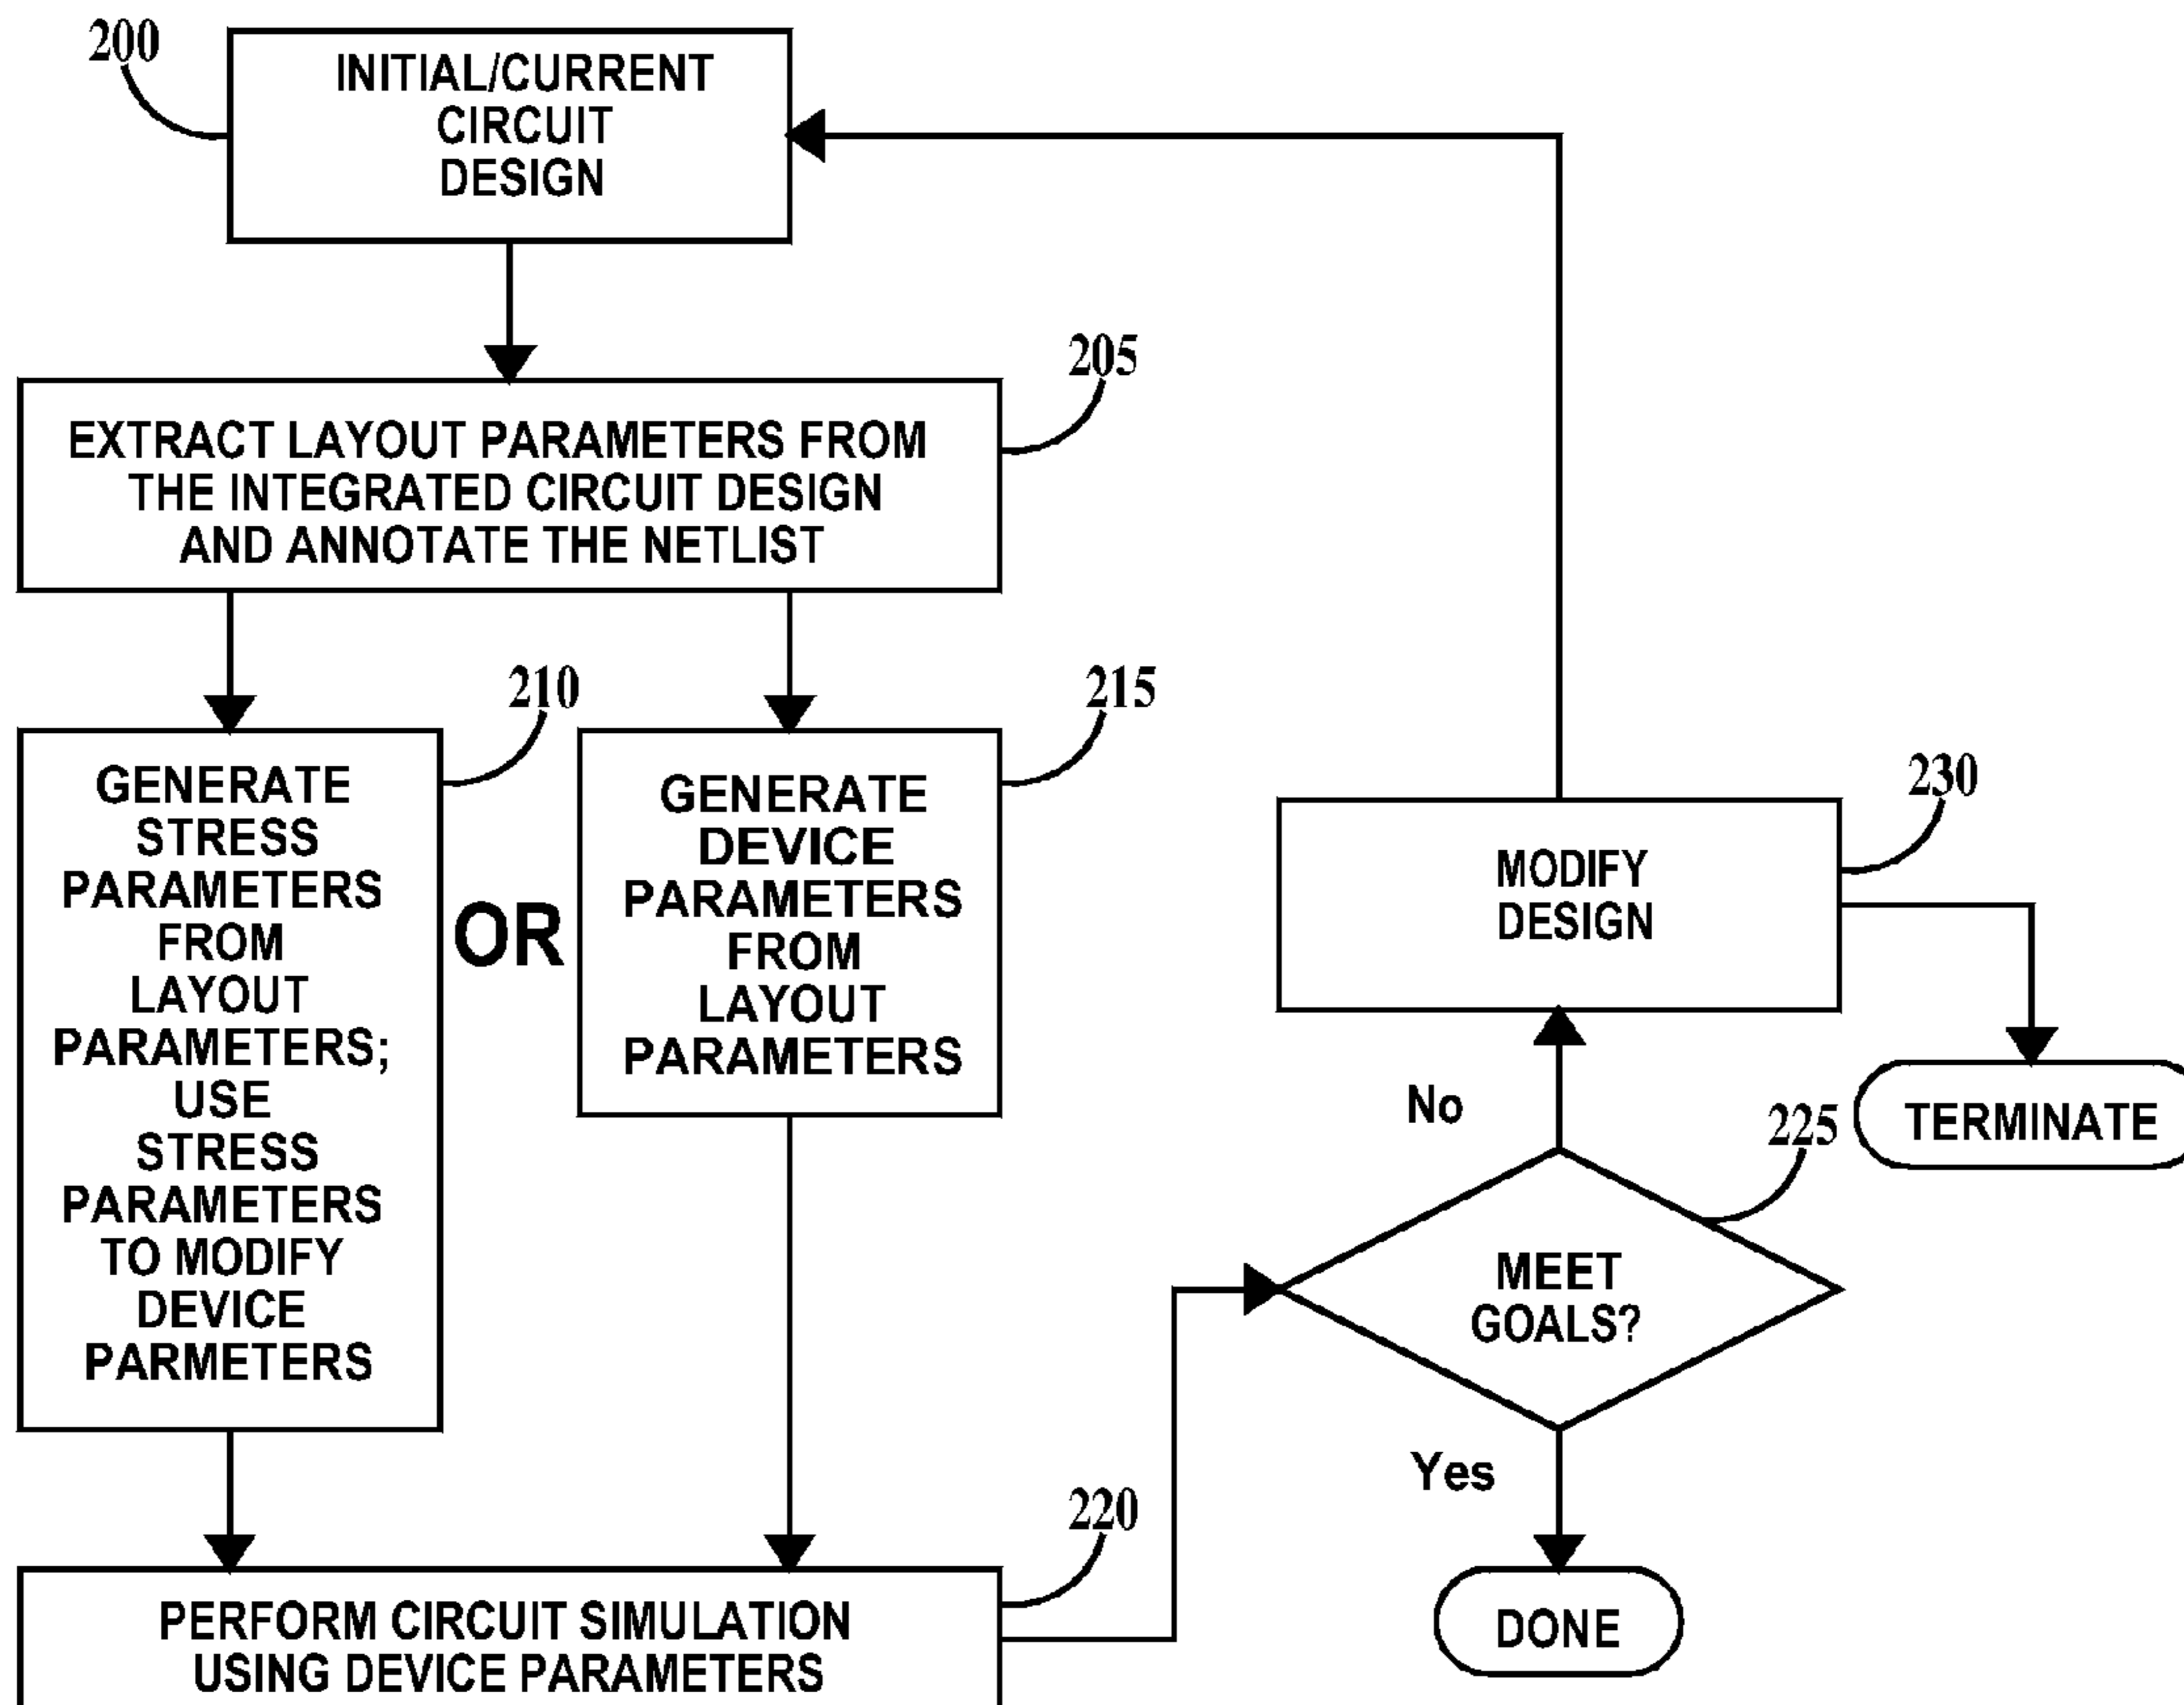 200
INITIAL/CURRENT
CIRCUIT
DESIGN
205
EXTRACT LAYOUT PARAMETERS FROM
THE INTEGRATED CIRCUIT DESIGN
AND ANNOTATE THE NETLIST
210
GENERATE
STRESS
PARAMETERS
FROM
LAYOUT
PARAMETERS;
USE
STRESS
PARAMETERS
TO MODIFY
DEVICE
PARMETERS
OR
215
GENERATE
DEVICE
PARAMETERS
FROM
LAYOUT
PARAMETERS
220
PERFORM CIRCUIT SIMULATION
USING DEVICE PARAMETERS
230
MODIFY
DESIGN
TERMINATE
No
225
MEET
GOALS?
Yes
DONE